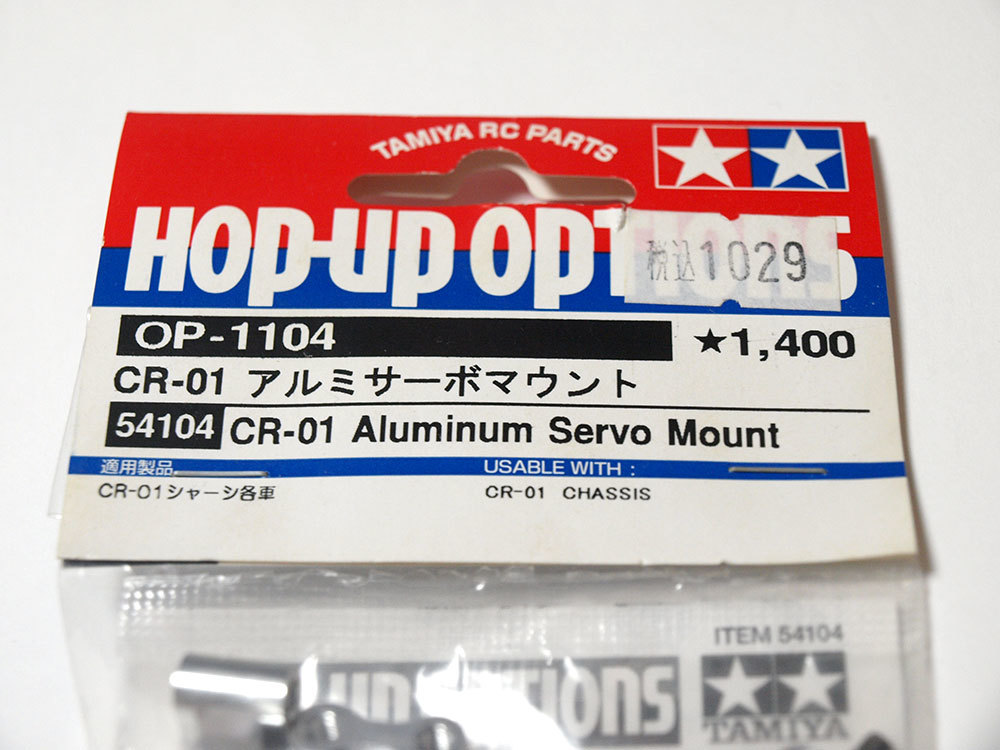 TAMIYA RC PARTS
HOP-UP OPTIONS
税込1029
OP-1104
★1,400
CR-01 アルミサーボマウント
54104 CR-01 Aluminum Servo Mount
適用製品
USABLE WITH :
CR-01シャーシ各車
CR-01 CHASSIS
ITEM 54104
TAMIYA